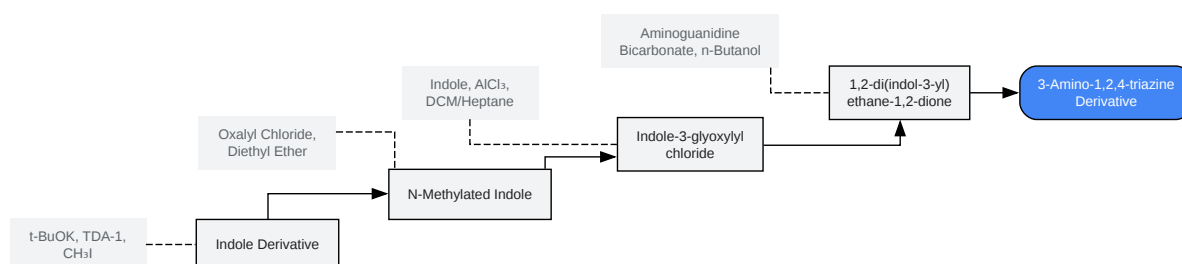 Aminoguanidine
Bicarbonate, n-Butanol
Indole, AlCl₃,
DCM/Heptane
1,2-di(indol-3-yl)
ethane-1,2-dione
3-Amino-1,2,4-triazine
Derivative
Oxalyl Chloride,
Diethyl Ether
Indole-3-glyoxylyl
chloride
N-Methylated Indole
t-BuOK, TDA-1,
CH₃I
Indole Derivative